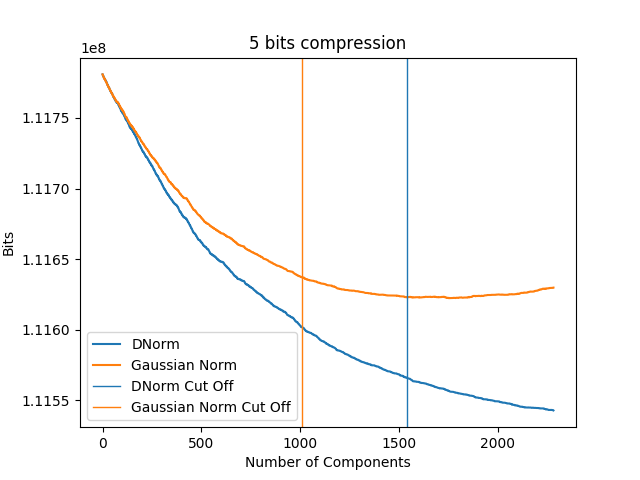 5 bits compression
1e8
1.1175
1.1170
1.1165
1.1160
1.1155
Bits
DNorm
Gaussian Norm
DNorm Cut Off
Gaussian Norm Cut Off
0 500 1000 1500 2000
Number of Components